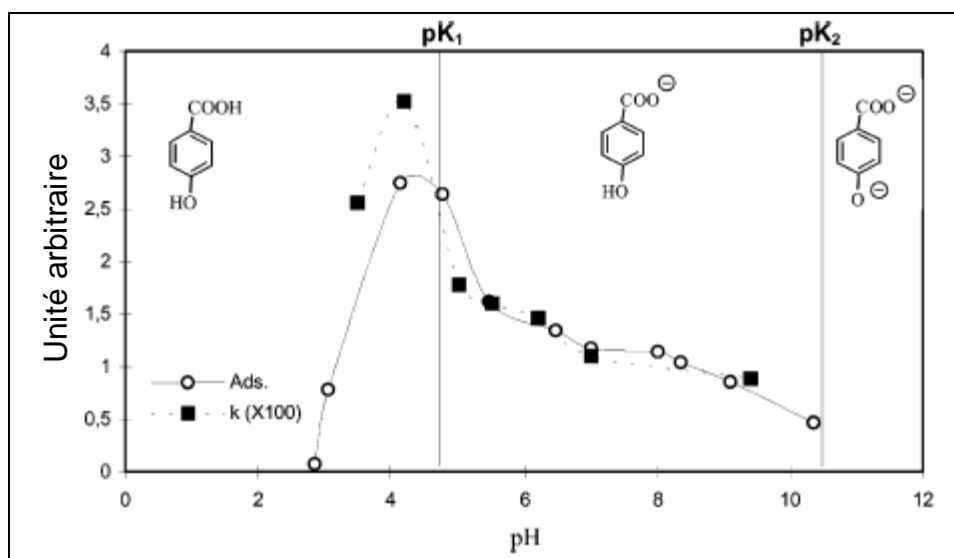 pK₁ pK₂
4
3,5
3
2,5
2
1,5
1
0,5
0
Unité arbitraire
COOH
HO
COO⊖
HO
COO⊖
O⊖
Ads.
k (X100)
0 2 4 6 8 10 12
pH